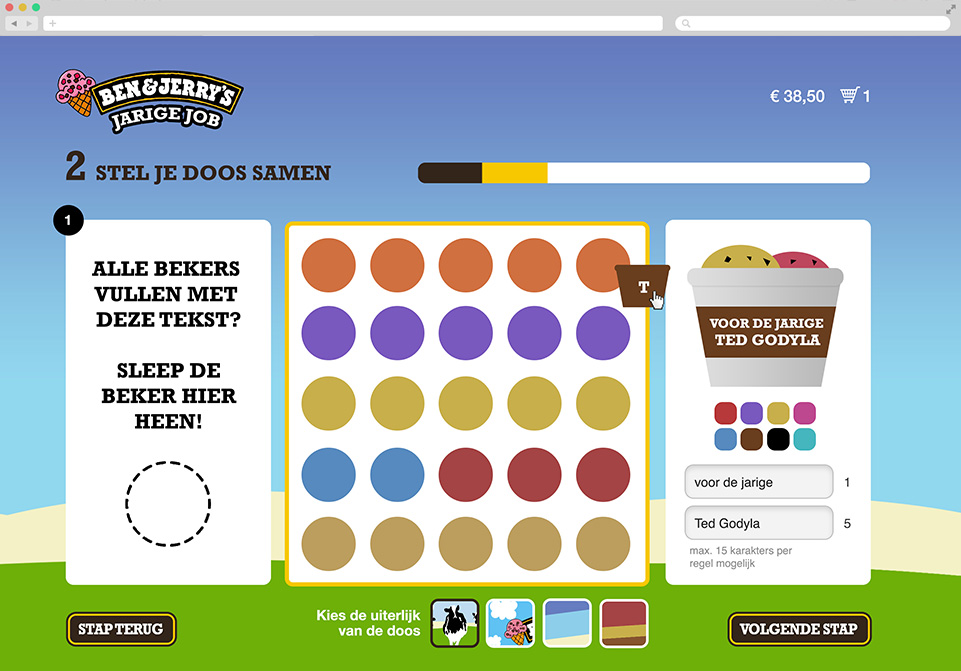 BEN & JERRY'S
JARIGE JOB
€ 38,50 1
2 STEL JE DOOS SAMEN
1
ALLE BEKERS
VULLEN MET
DEZE TEKST?
SLEEP DE
BEKER HIER
HEEN!
T
VOOR DE JARIGE
TED GODYLA
voor de jarige 1
Ted Godyla 5
max. 15 karakters per
regel mogelijk
STAP TERUG
Kies de uiterlijk
van de doos
VOLGENDE STAP